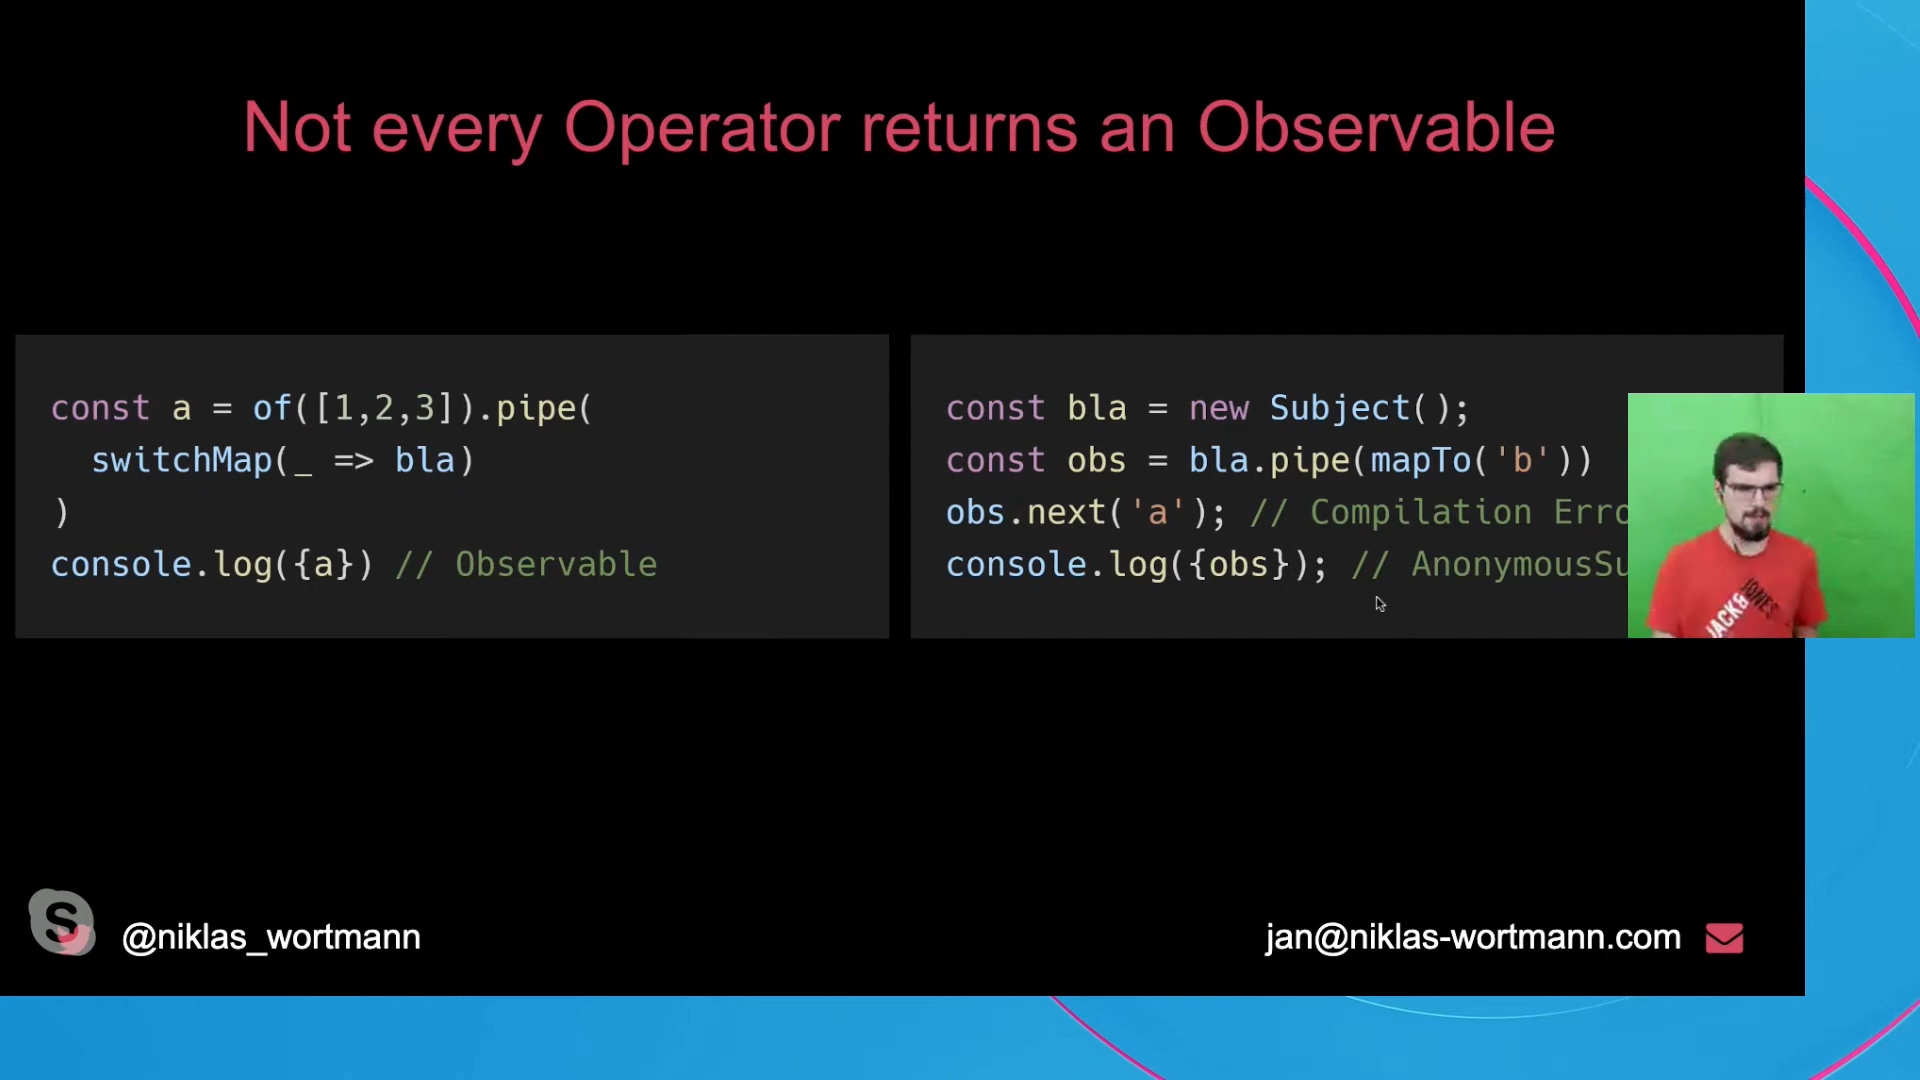 Not every Operator returns an Observable
const a = of([1,2,3]).pipe(
switchMap(_ => bla)
)
console.log({a}) // Observable
const bla = new Subject();
const obs = bla.pipe(mapTo('b'))
obs.next('a'); // Compilation Erro
console.log({obs}); // AnonymousSu
JACK&
JONES
S
@niklas_wortmann
jan@niklas-wortmann.com